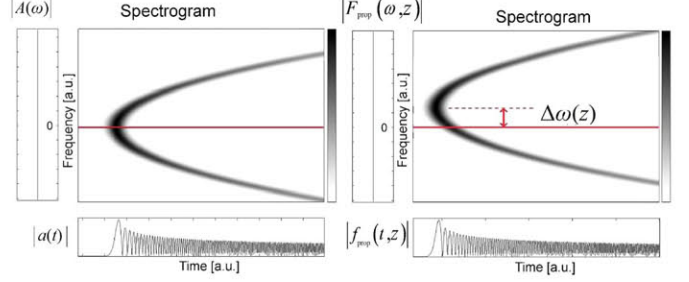 |A(ω)| Spectrogram
Frequency [a.u.]
0
|a(t)|
Time [a.u.]
|F_prop (ω,z)| Spectrogram
Frequency [a.u.]
0
Δω(z)
|f_prop (t,z)|
Time [a.u.]